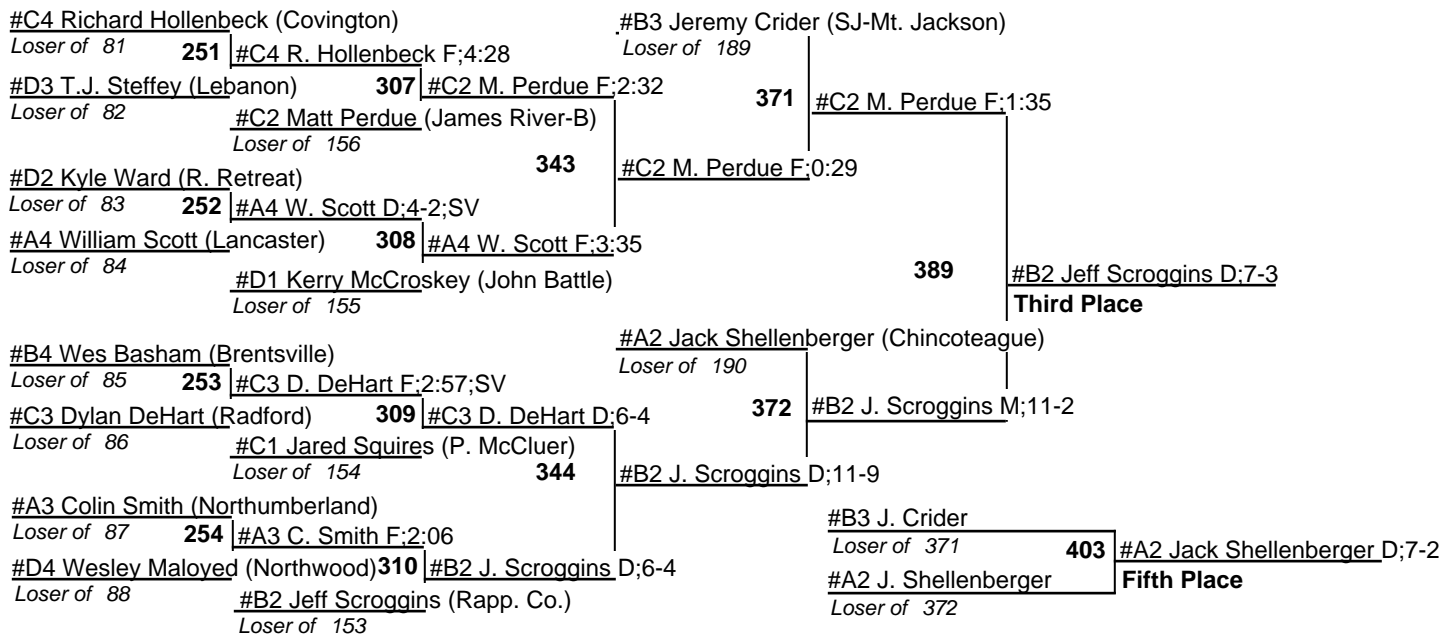 #C4 Richard Hollenbeck (Covington)
Loser of 81
251
#C4 R. Hollenbeck F;4:28
#D3 T.J. Steffey (Lebanon)
Loser of 82
307
#C2 M. Perdue F;2:32
#C2 Matt Perdue (James River-B)
Loser of 156
#D2 Kyle Ward (R. Retreat)
Loser of 83
252
#A4 W. Scott D;4-2;SV
#A4 William Scott (Lancaster)
Loser of 84
308
#A4 W. Scott F;3:35
#D1 Kerry McCroskey (John Battle)
Loser of 155
343
#C2 M. Perdue F;0:29
#B3 Jeremy Crider (SJ-Mt. Jackson)
Loser of 189
371
#C2 M. Perdue F;1:35
#B4 Wes Basham (Brentsville)
Loser of 85
253
#C3 D. DeHart F;2:57;SV
#C3 Dylan DeHart (Radford)
Loser of 86
309
#C3 D. DeHart D;6-4
#C1 Jared Squires (P. McCluer)
Loser of 154
#A3 Colin Smith (Northumberland)
Loser of 87
254
#A3 C. Smith F;2:06
#D4 Wesley Maloyed (Northwood)
Loser of 88
310
#B2 J. Scroggins D;6-4
#B2 Jeff Scroggins (Rapp. Co.)
Loser of 153
344
#B2 J. Scroggins D;11-9
#A2 Jack Shellenberger (Chincoteague)
Loser of 190
372
#B2 J. Scroggins M;11-2
389
#B2 Jeff Scroggins D;7-3
Third Place
#B3 J. Crider
Loser of 371
403
#A2 Jack Shellenberger D;7-2
#A2 J. Shellenberger
Fifth Place
Loser of 372